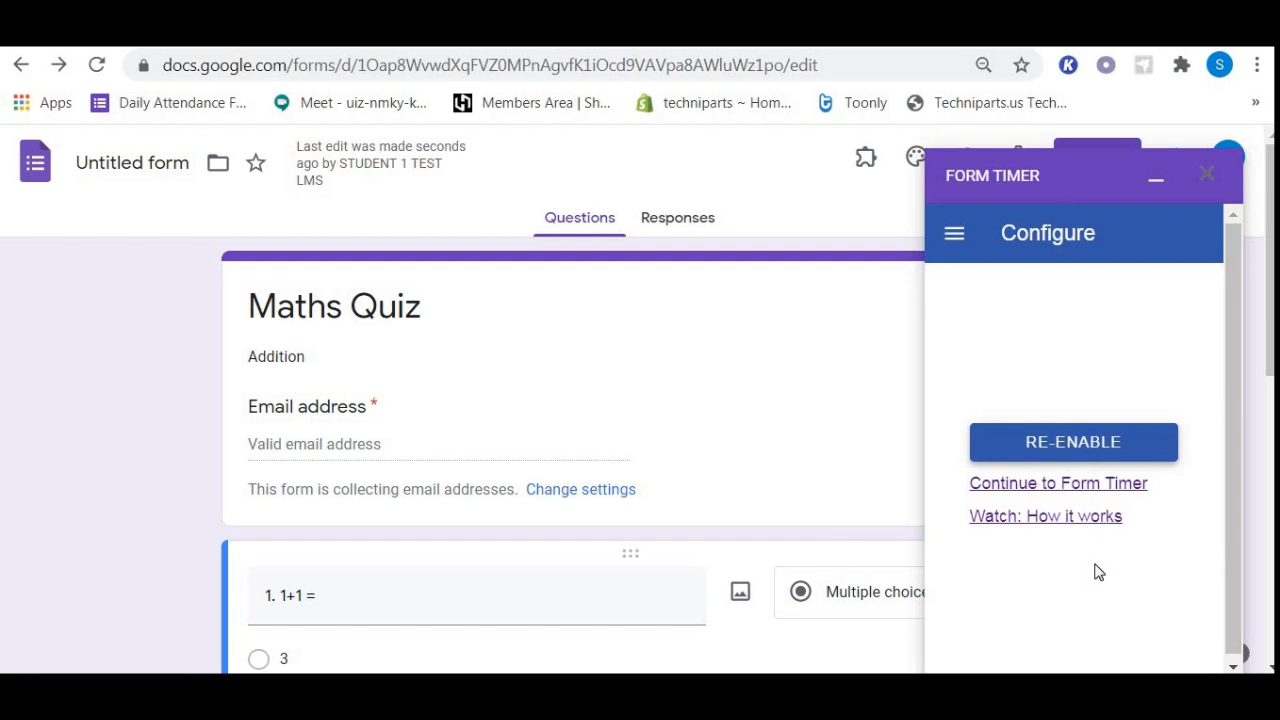 docs.google.com/forms/d/1Oap8WvwdXqFVZ0MPnAgvfK1iOcd9VAVpa8AWluWz1po/edit
K
S
Apps
Daily Attendance F...
Meet - uiz-nmky-k...
Members Area | Sh...
techniparts ~ Hom...
Toonly
Techniparts.us Tech...
»
Untitled form
Last edit was made seconds
ago by STUDENT 1 TEST
LMS
Questions
Responses
FORM TIMER
Configure
Maths Quiz
Addition
Email address *
Valid email address
This form is collecting email addresses. Change settings
RE-ENABLE
Continue to Form Timer
Watch: How it works
1. 1+1 =
Multiple choice
3